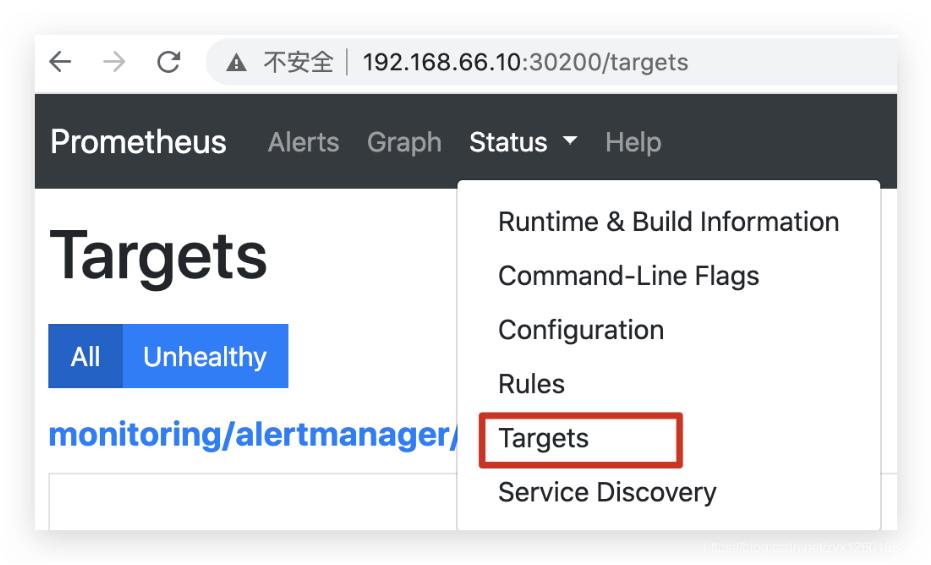 不安全 192.168.66.10:30200/targets
Prometheus Alerts Graph Status Help
Targets
All Unhealthy
monitoring/alertmanager/
Runtime & Build Information
Command-Line Flags
Configuration
Rules
Targets
Service Discovery